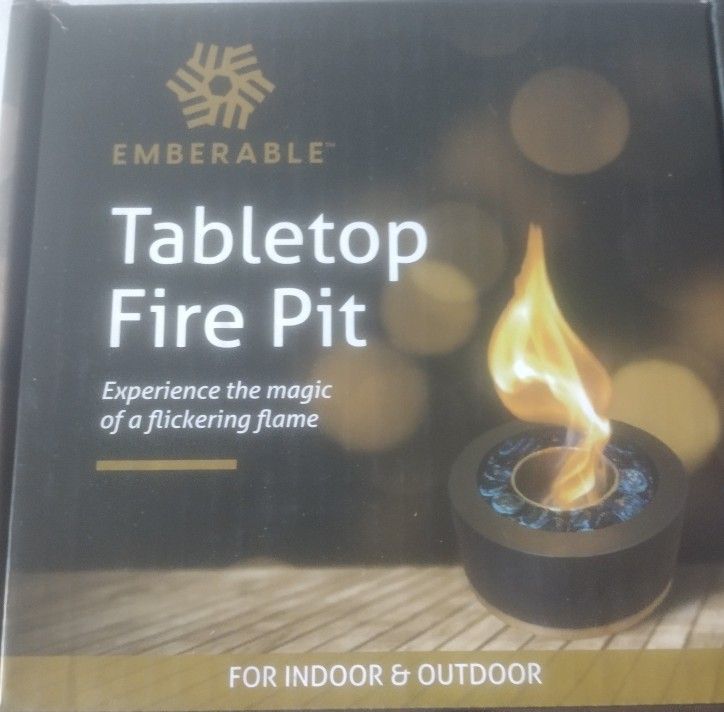 EMBERABLE™
Tabletop
Fire Pit
Experience the magic
of a flickering flame
FOR INDOOR & OUTDOOR